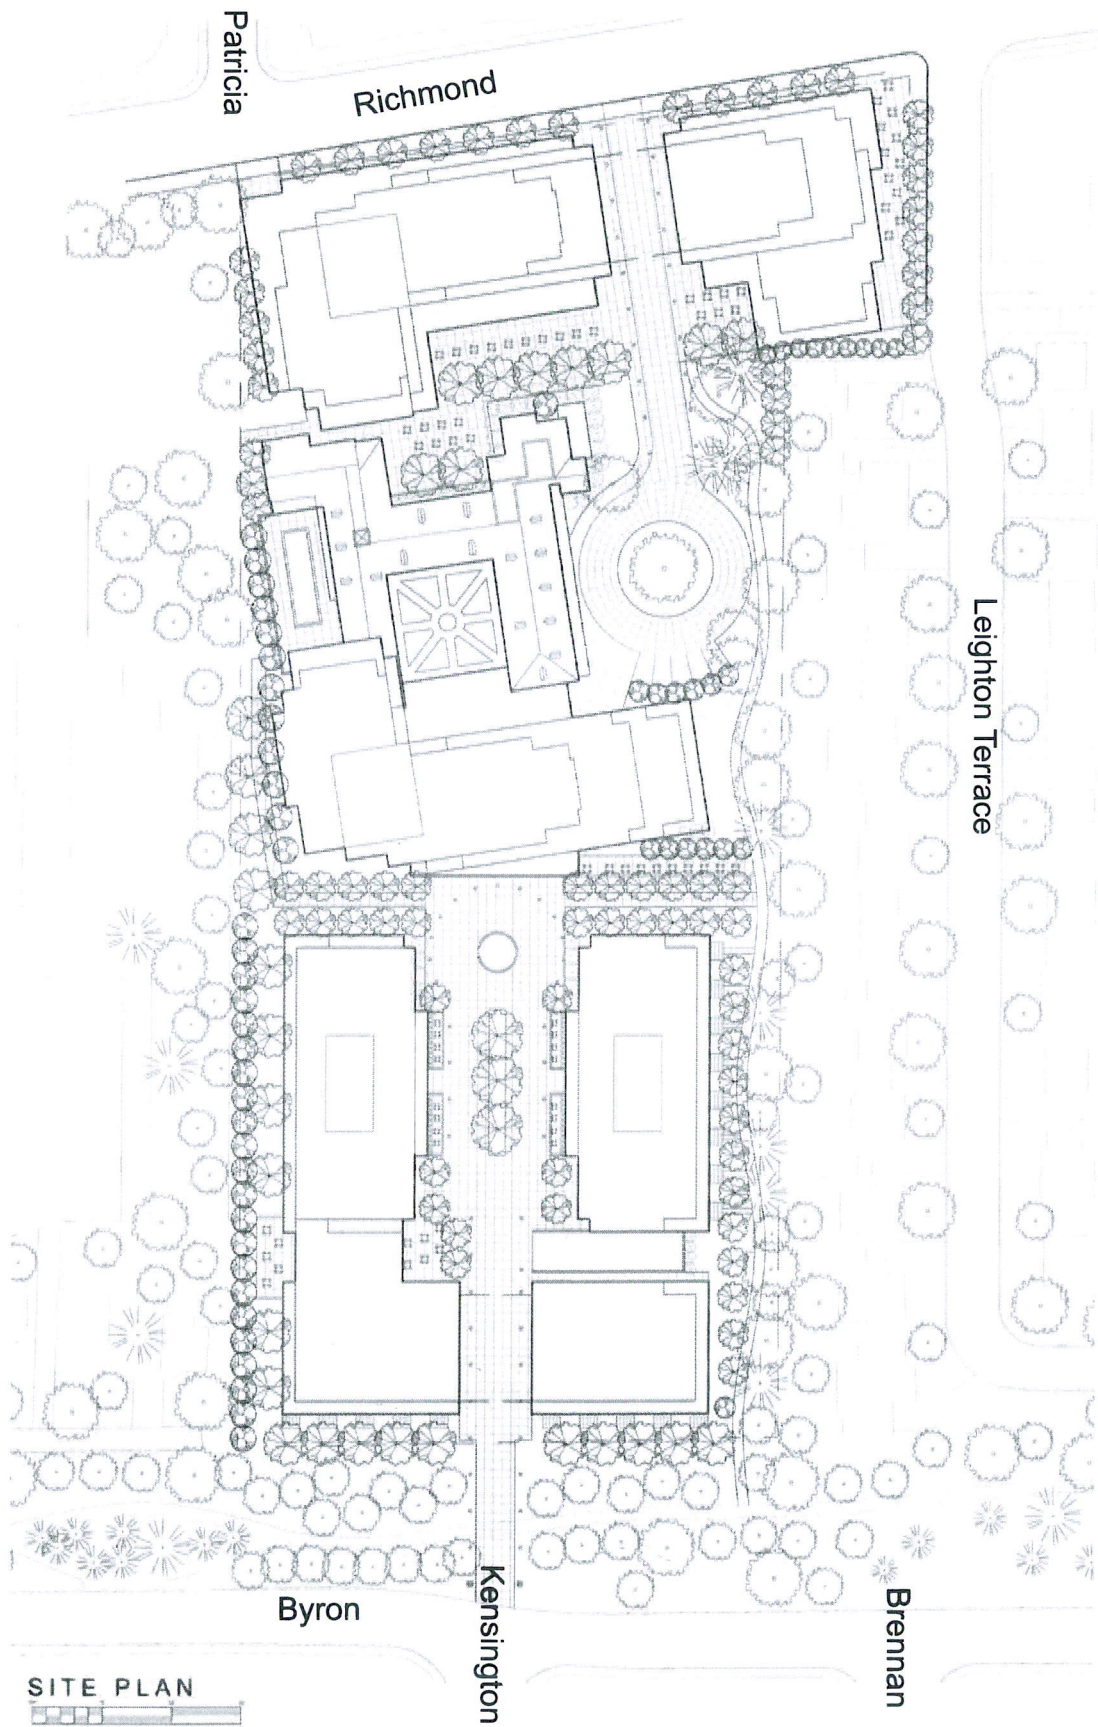 Patricia
Richmond
Leighton Terrace
Byron
Kensington
Brennan
SITE PLAN